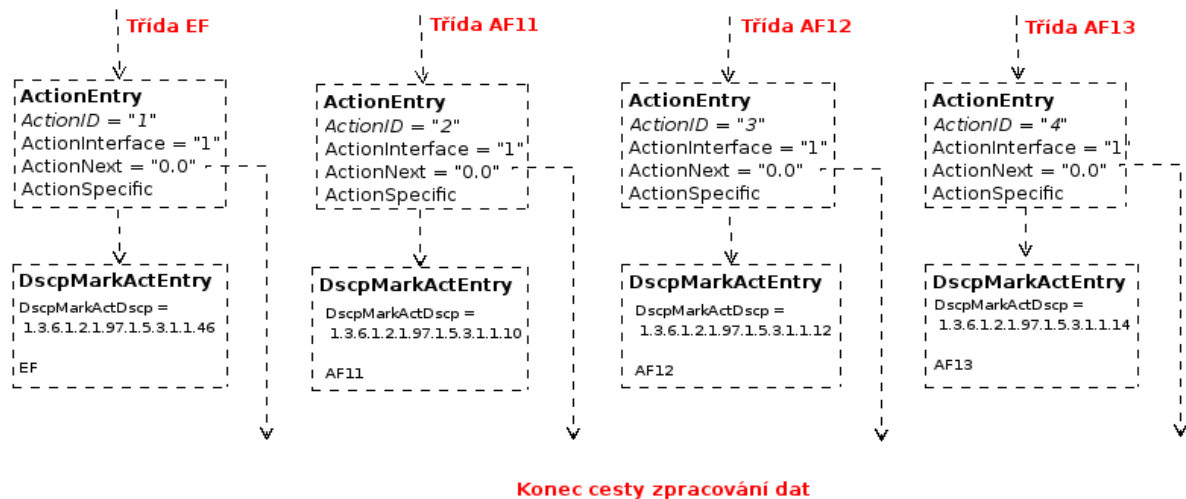 Třída EF
ActionEntry
ActionID = "1"
ActionInterface = "1"
ActionNext = "0.0"
ActionSpecific
DscpMarkActEntry
DscpMarkActDscp =
1.3.6.1.2.1.97.1.5.3.1.1.46
EF
Třída AF11
ActionEntry
ActionID = "2"
ActionInterface = "1"
ActionNext = "0.0"
ActionSpecific
DscpMarkActEntry
DscpMarkActDscp =
1.3.6.1.2.1.97.1.5.3.1.1.10
AF11
Třída AF12
ActionEntry
ActionID = "3"
ActionInterface = "1"
ActionNext = "0.0"
ActionSpecific
DscpMarkActEntry
DscpMarkActDscp =
1.3.6.1.2.1.97.1.5.3.1.1.12
AF12
Třída AF13
ActionEntry
ActionID = "4"
ActionInterface = "1"
ActionNext = "0.0"
ActionSpecific
DscpMarkActEntry
DscpMarkActDscp =
1.3.6.1.2.1.97.1.5.3.1.1.14
AF13
Konec cesty zpracování dat